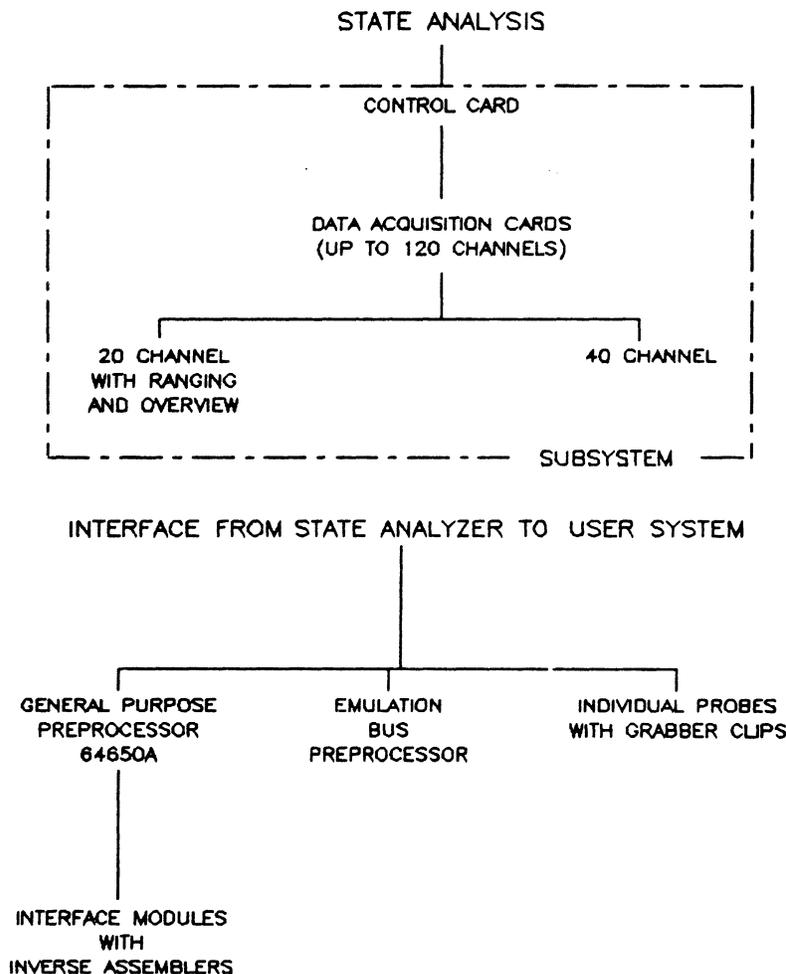 STATE ANALYSIS
CONTROL CARD
DATA ACQUISITION CARDS
(UP TO 120 CHANNELS)
20 CHANNEL
WITH RANGING
AND OVERVIEW
40 CHANNEL
SUBSYSTEM
INTERFACE FROM STATE ANALYZER TO USER SYSTEM
GENERAL PURPOSE
PREPROCESSOR
64650A
EMULATION
BUS
PREPROCESSOR
INDIVIDUAL PROBES
WITH GRABBER CLIPS
INTERFACE MODULES
WITH
INVERSE ASSEMBLERS